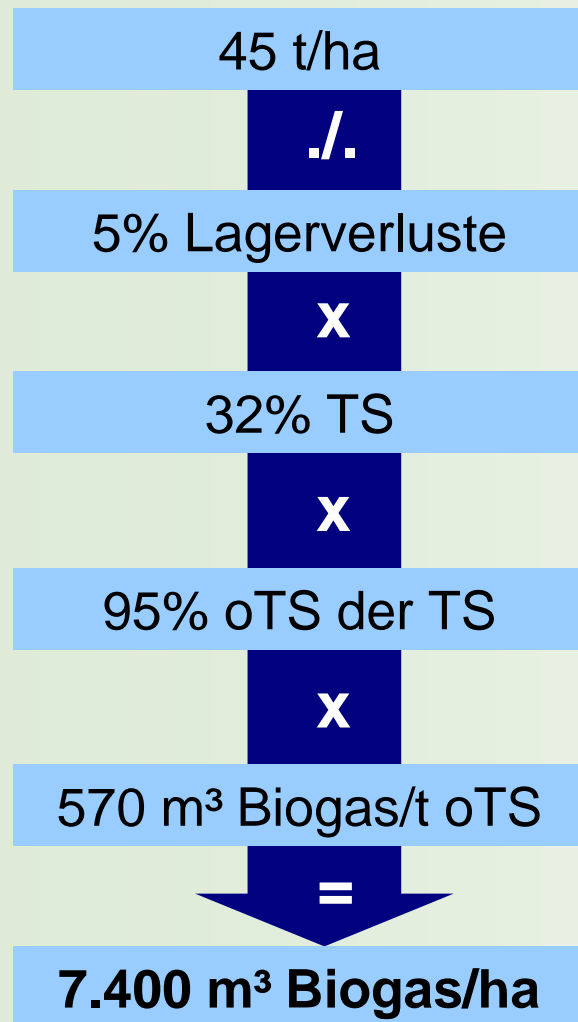 45 t/ha
./.
5% Lagerverluste
x
32% TS
x
95% oTS der TS
x
570 m³ Biogas/t oTS
=
7.400 m³ Biogas/ha